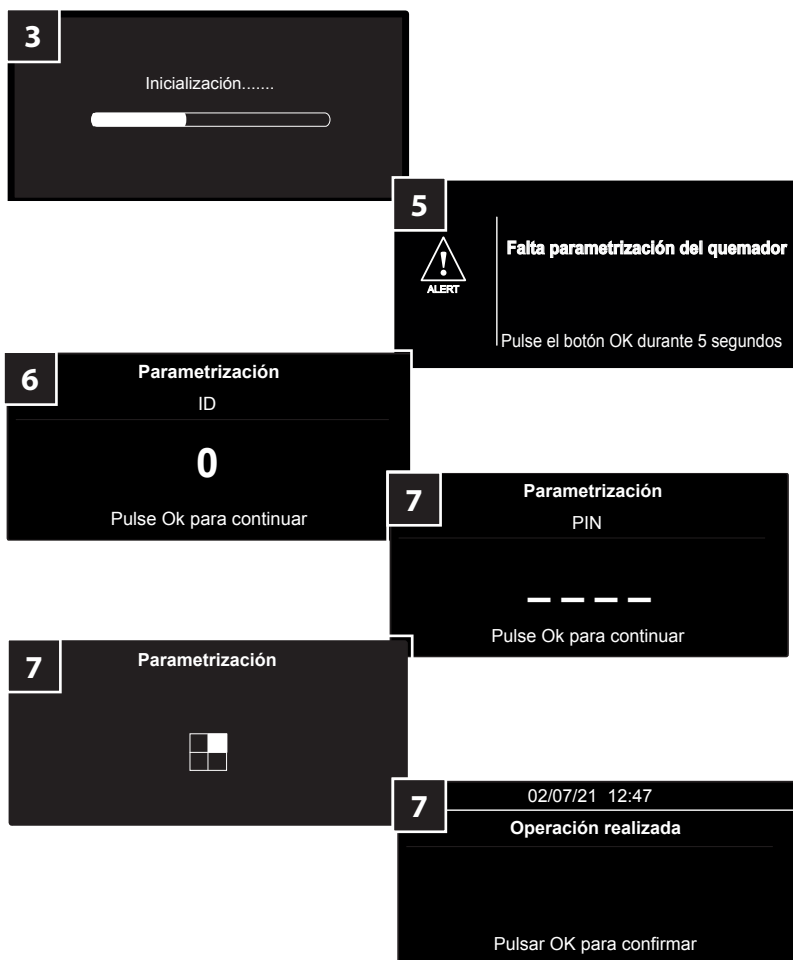 3
Inicialización.......
5
ALERT
Falta parametrización del quemador
Pulse el botón OK durante 5 segundos
6
Parametrización
ID
0
Pulse Ok para continuar
7
Parametrización
PIN
_ _ _ _
Pulse Ok para continuar
7
Parametrización
7
02/07/21 12:47
Operación realizada
Pulsar OK para confirmar